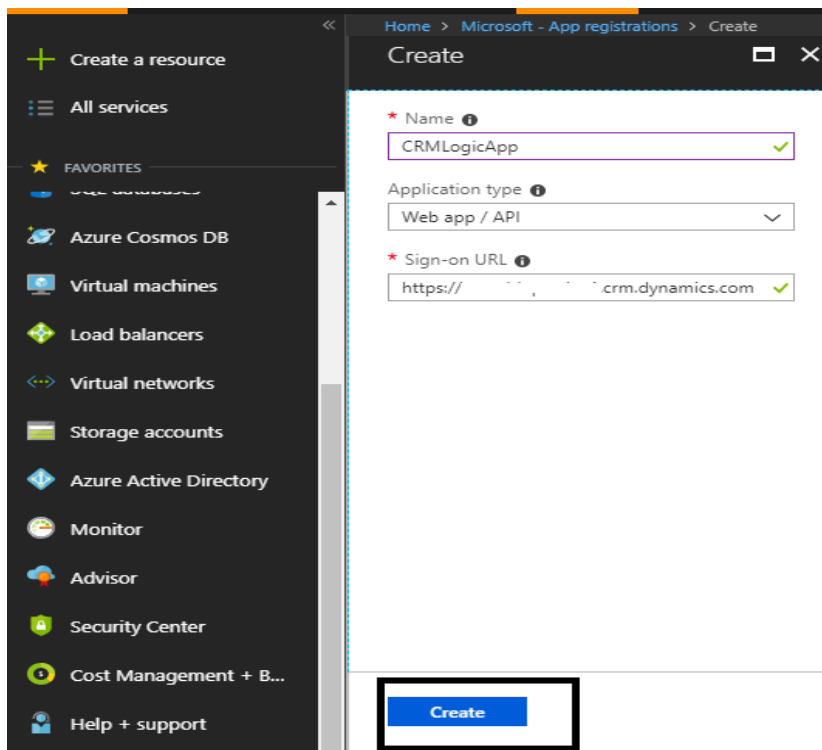 Home > Microsoft - App registrations > Create
Create
Create a resource
All services
FAVORITES
Azure Cosmos DB
Virtual machines
Load balancers
Virtual networks
Storage accounts
Azure Active Directory
Monitor
Advisor
Security Center
Cost Management + B...
Help + support
* Name
CRMLogicApp
Application type
Web app / API
* Sign-on URL
https:// .crm.dynamics.com
Create